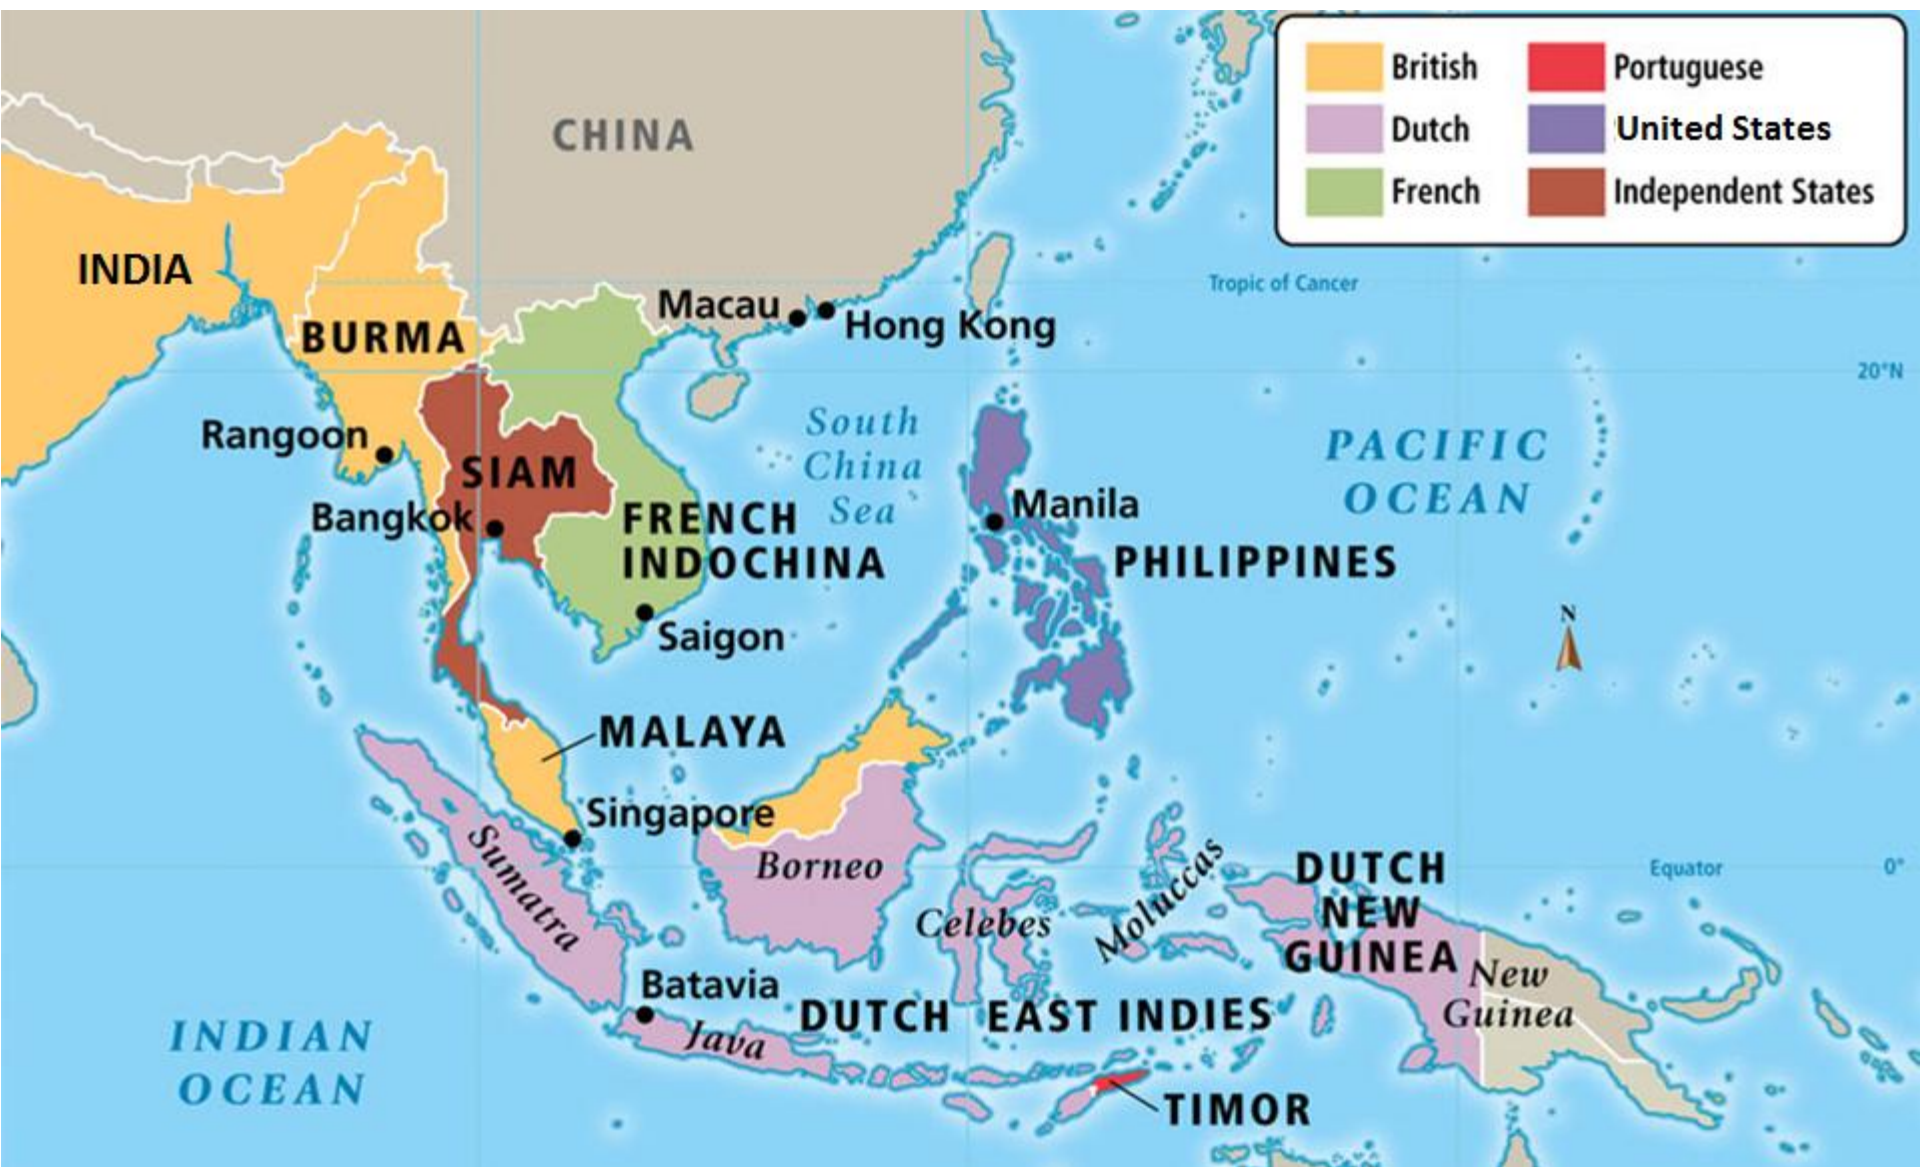 British
Portuguese
Dutch
United States
French
Independent States
CHINA
INDIA
Macau
Hong Kong
Tropic of Cancer
BURMA
20°N
Rangoon
South
China
Sea
PACIFIC
OCEAN
SIAM
Bangkok
FRENCH
INDOCHINA
Manila
PHILIPPINES
N
Saigon
MALAYA
Singapore
Sumatra
Borneo
Celebes
Moluccas
DUTCH
NEW
GUINEA
Equator
0°
New
Guinea
Batavia
Java
DUTCH EAST INDIES
INDIAN
OCEAN
TIMOR